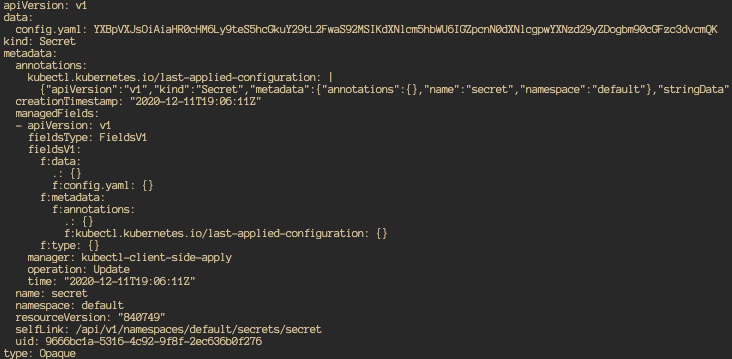 apiVersion: v1
data:
  config.yaml: YXBpVXJsOiAiaHR0cHM6Ly9teS5hcGkuY29tL2FwaS92MSIKdXNlcm5hbWU6IGZpcnN0dXNlcgpwYXNzd29yZDogbm90cGFzc3dvcmQK
kind: Secret
metadata:
  annotations:
    kubectl.kubernetes.io/last-applied-configuration: |
      {"apiVersion":"v1","kind":"Secret","metadata":{"annotations":{},"name":"secret","namespace":"default"},"stringData"
  creationTimestamp: "2020-12-11T19:06:11Z"
  managedFields:
  - apiVersion: v1
    fieldsType: FieldsV1
    fieldsV1:
      f:data:
        .: {}
        f:config.yaml: {}
      f:metadata:
        f:annotations:
          .: {}
          f:kubectl.kubernetes.io/last-applied-configuration: {}
      f:type: {}
    manager: kubectl-client-side-apply
    operation: Update
    time: "2020-12-11T19:06:11Z"
  name: secret
  namespace: default
  resourceVersion: "840749"
  selfLink: /api/v1/namespaces/default/secrets/secret
  uid: 9666bc1a-5316-4c92-9f8f-2ec636b0f276
type: Opaque